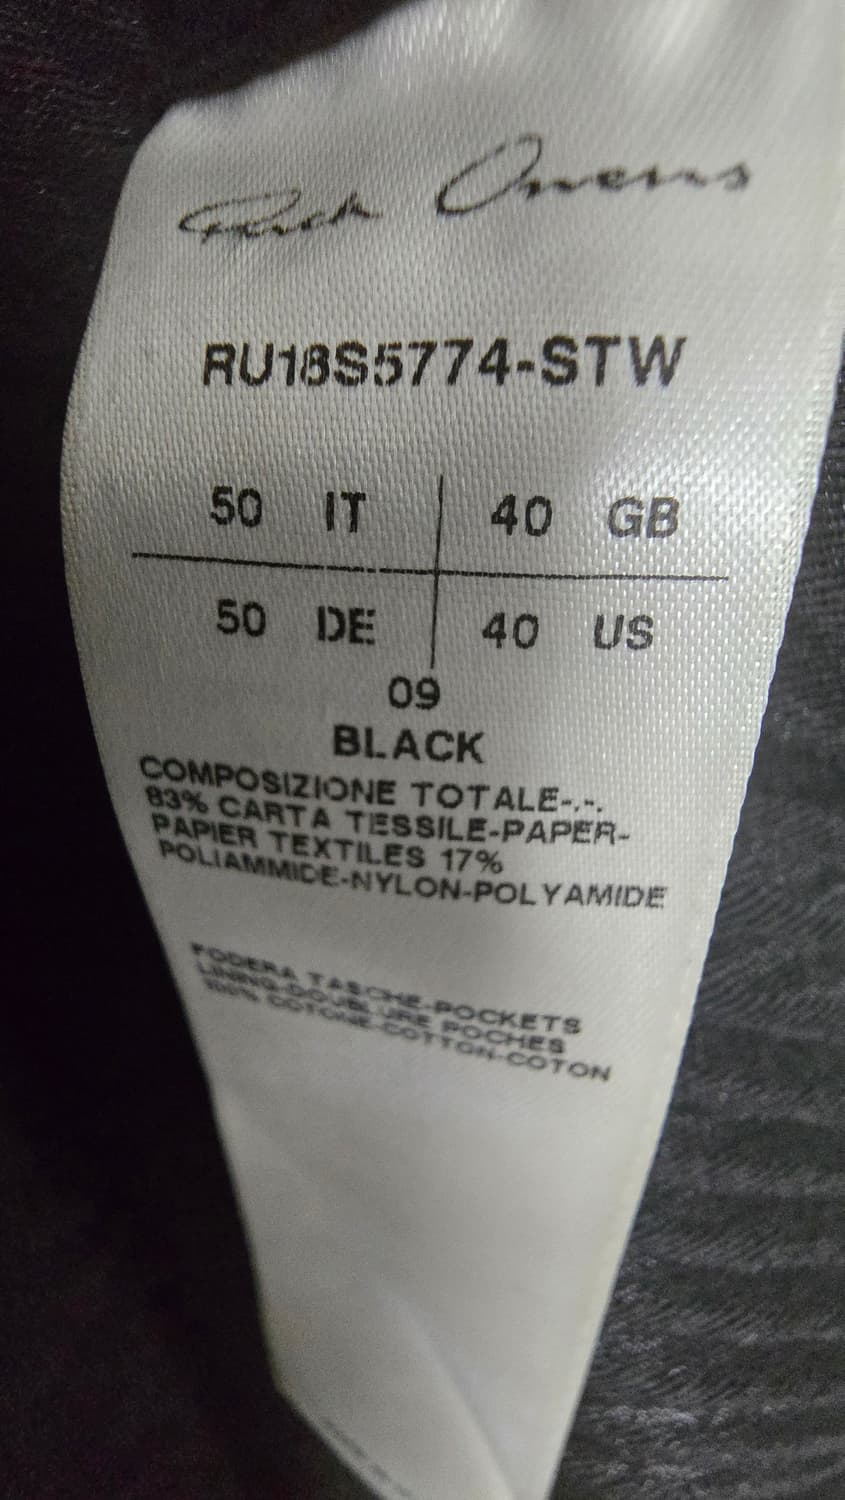 Rick Owens
RU18S5774-STW
50 IT 40 GB
50 DE 40 US
09
BLACK
COMPOSIZIONE TOTALE-.-.
83% CARTA TESSILE-PAPER-
PAPIER TEXTILES 17%
POLIAMMIDE-NYLON-POLYAMIDE
FODERA TASCHE-POCKETS
LINING-DOUBLURE POCHES
100% COTONE-COTTON-COTON